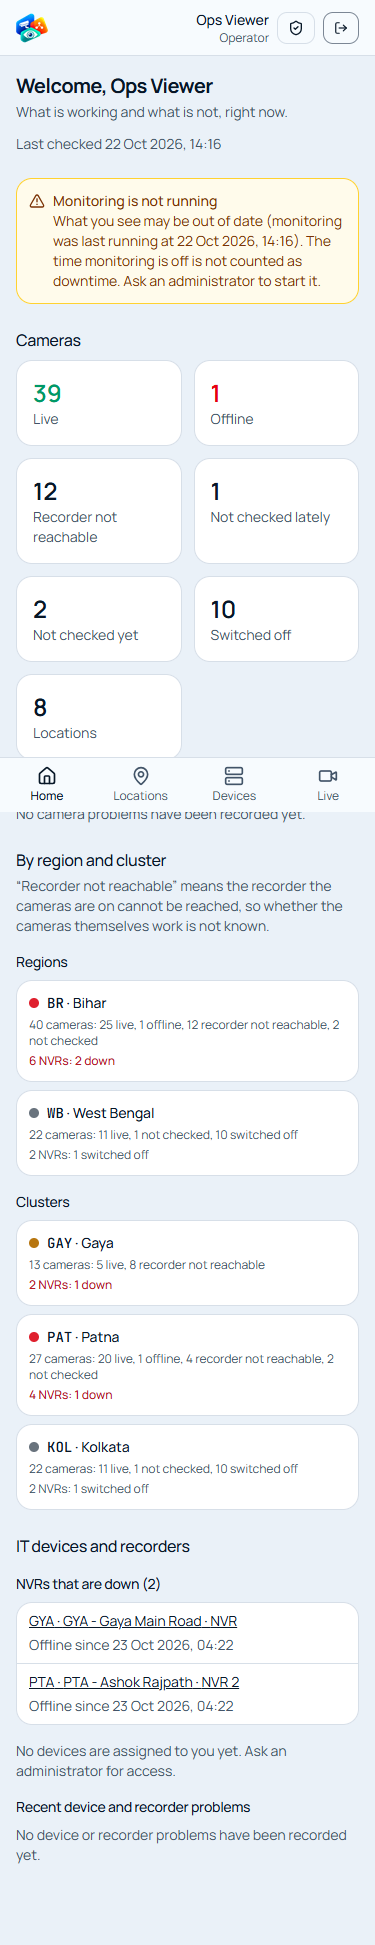 Ops Viewer
Operator
Welcome, Ops Viewer
What is working and what is not, right now.
Last checked 22 Oct 2026, 14:16
Monitoring is not running
What you see may be out of date (monitoring
was last running at 22 Oct 2026, 14:16). The
time monitoring is off is not counted as
downtime. Ask an administrator to start it.
Cameras
39
Live
1
Offline
12
Recorder not
reachable
1
Not checked lately
2
Not checked yet
10
Switched off
8
Locations
Home
Locations
Devices
Live
No camera problems have been recorded yet.
By region and cluster
“Recorder not reachable” means the recorder the
cameras are on cannot be reached, so whether the
cameras themselves work is not known.
Regions
BR · Bihar
40 cameras: 25 live, 1 offline, 12 recorder not reachable, 2
not checked
6 NVRs: 2 down
WB · West Bengal
22 cameras: 11 live, 1 not checked, 10 switched off
2 NVRs: 1 switched off
Clusters
GAY · Gaya
13 cameras: 5 live, 8 recorder not reachable
2 NVRs: 1 down
PAT · Patna
27 cameras: 20 live, 1 offline, 4 recorder not reachable, 2
not checked
4 NVRs: 1 down
KOL · Kolkata
22 cameras: 11 live, 1 not checked, 10 switched off
2 NVRs: 1 switched off
IT devices and recorders
NVRs that are down (2)
GYA · GYA - Gaya Main Road · NVR
Offline since 23 Oct 2026, 04:22
PTA · PTA - Ashok Rajpath · NVR 2
Offline since 23 Oct 2026, 04:22
No devices are assigned to you yet. Ask an
administrator for access.
Recent device and recorder problems
No device or recorder problems have been recorded
yet.